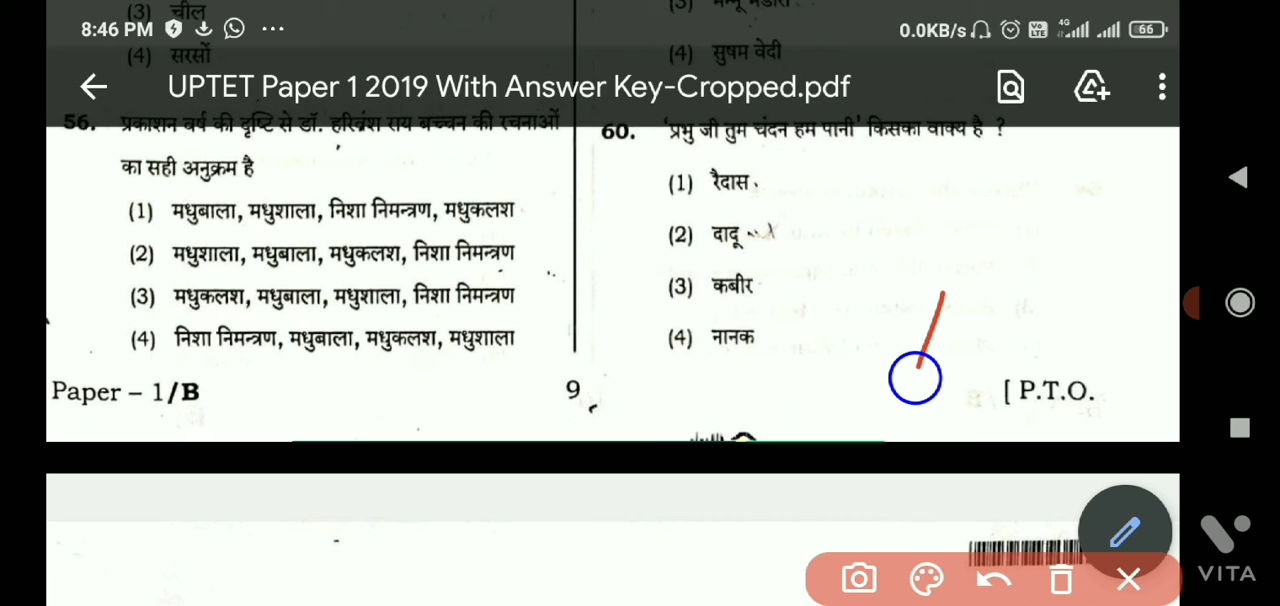 (3) चील
8:46 PM ...
0.0KB/s 4G 66
(4) सरसों
(4) सुषम वेदी
UPTET Paper 1 2019 With Answer Key-Cropped.pdf
56. प्रकाशन वर्ष की दृष्टि से डॉ. हरिवंश राय बच्चन की रचनाओं
का सही अनुक्रम है
(1) मधुबाला, मधुशाला, निशा निमन्त्रण, मधुकलश
(2) मधुशाला, मधुबाला, मधुकलश, निशा निमन्त्रण
(3) मधुकलश, मधुबाला, मधुशाला, निशा निमन्त्रण
(4) निशा निमन्त्रण, मधुबाला, मधुकलश, मधुशाला
60. 'प्रभु जी तुम चंदन हम पानी' किसका वाक्य है ?
(1) रैदास
(2) दादू
(3) कबीर
(4) नानक
Paper – 1/B
9
[ P.T.O.
VITA